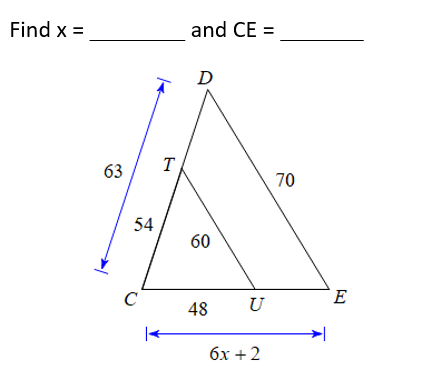 Find x = _________ and CE = ________
D
63
T
70
54
60
C
48
U
E
6x + 2